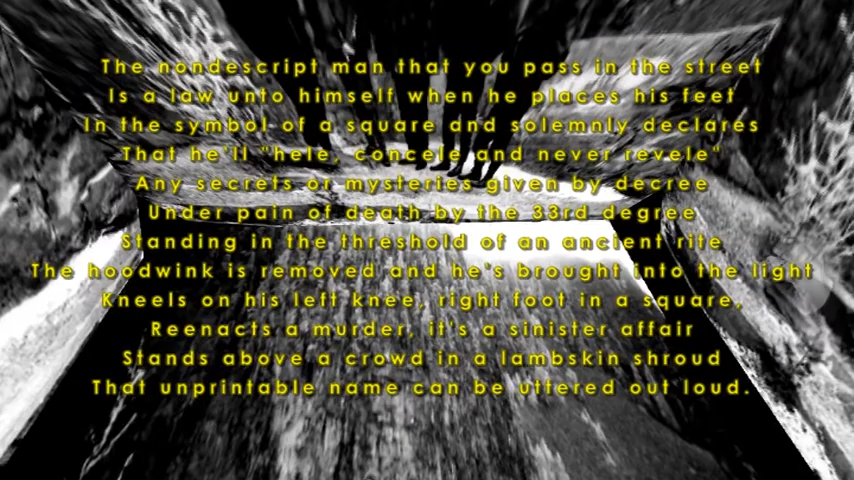 The nondescript man that you pass in the street
Is a law unto himself when he places his feet
In the symbol of a square and solemnly declares
That he'll "hele, concele and never revele"
Any secrets or mysteries given by decree
Under pain of death by the 33rd degree
Standing in the threshold of an ancient rite
The hoodwink is removed and he's brought into the light
Kneels on his left knee, right foot in a square,
Reenacts a murder, it's a sinister affair
Stands above a crowd in a lambskin shroud
That unprintable name can be uttered out loud.